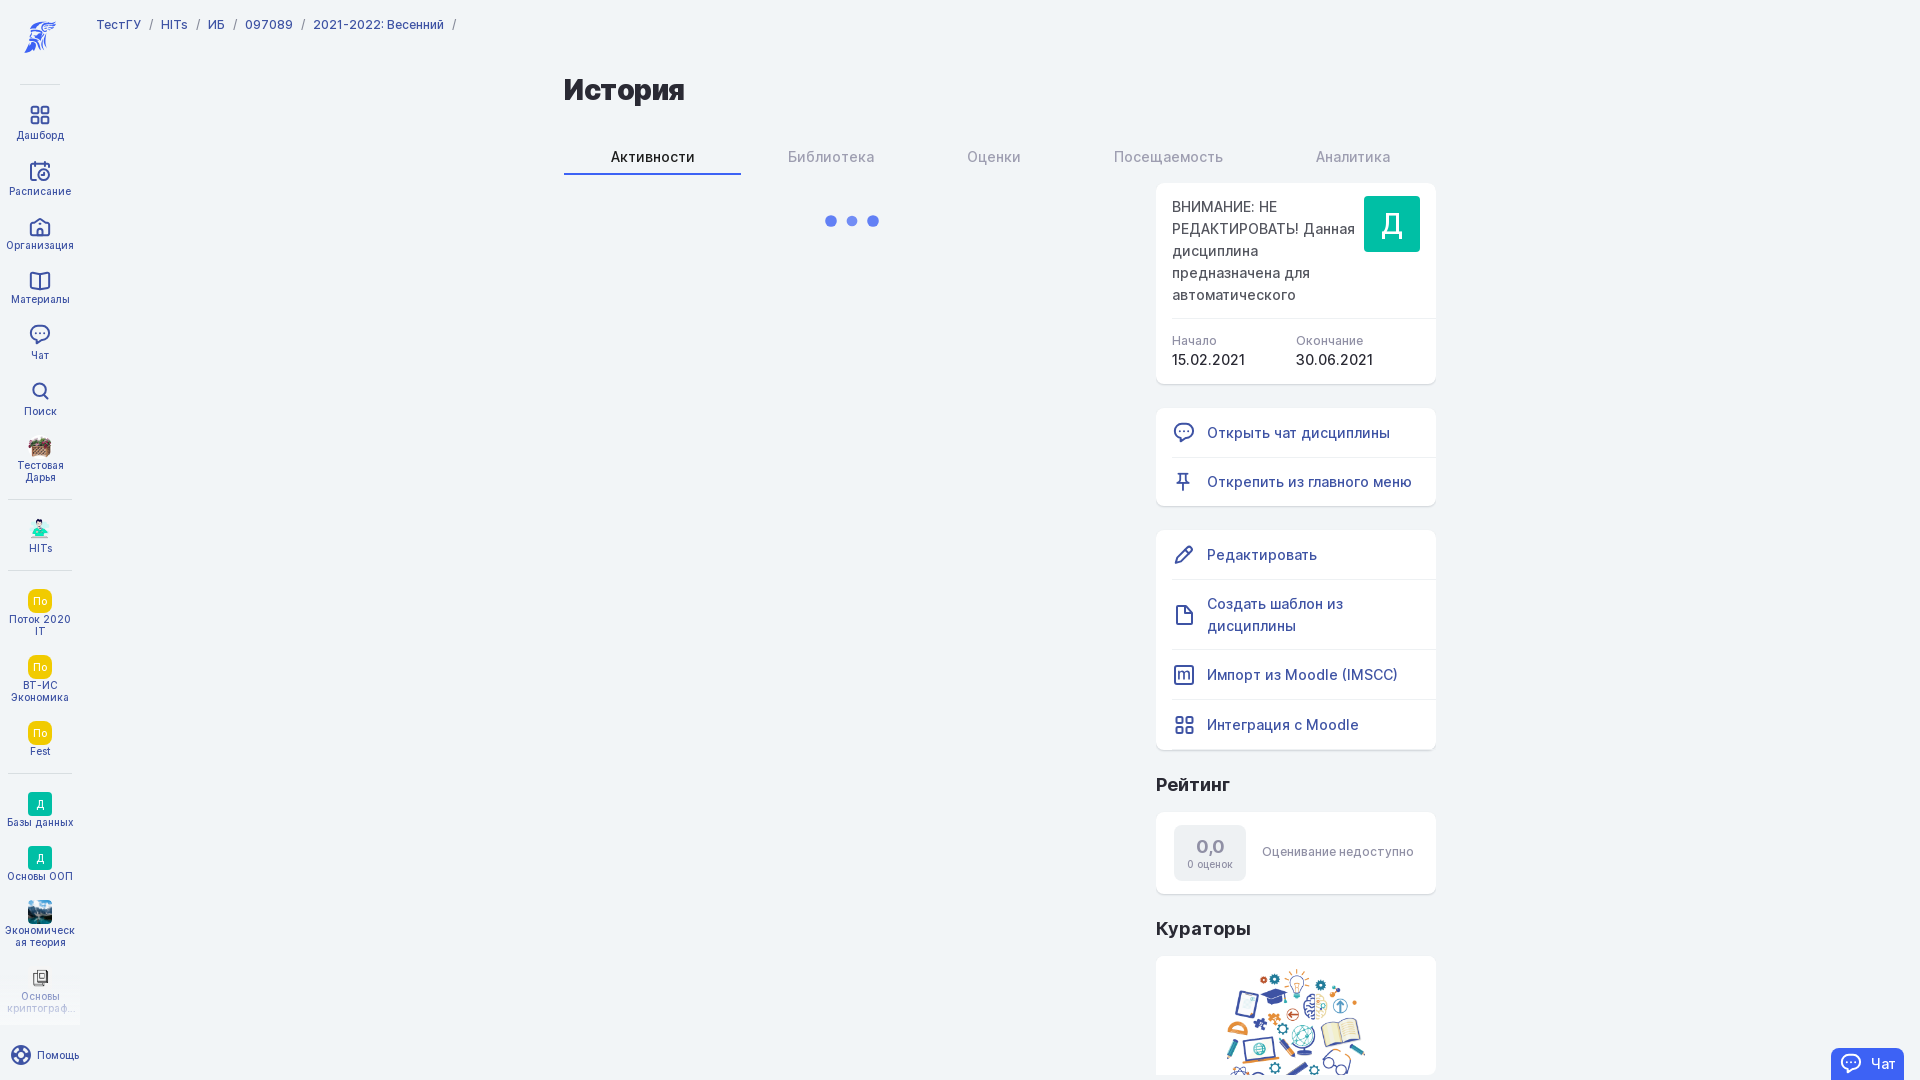 ТестГУ / HITs / ИБ / 097089 / 2021-2022: Весенний /
История
Активности
Библиотека
Оценки
Посещаемость
Аналитика
Дашборд
Расписание
Организация
Материалы
Чат
Поиск
Тестовая
Дарья
HITs
По
Поток 2020
IT
По
ВТ-ИС
Экономика
По
Fest
Д
Базы данных
Д
Основы ООП
Экономическ
ая теория
Основы
криптограф...
Помощь
ВНИМАНИЕ: НЕ
РЕДАКТИРОВАТЬ! Данная
дисциплина
предназначена для
автоматического
Д
Начало
15.02.2021
Окончание
30.06.2021
Открыть чат дисциплины
Открепить из главного меню
Редактировать
Создать шаблон из
дисциплины
Импорт из Moodle (IMSCC)
Интеграция с Moodle
Рейтинг
0,0
0 оценок
Оценивание недоступно
Кураторы
Чат